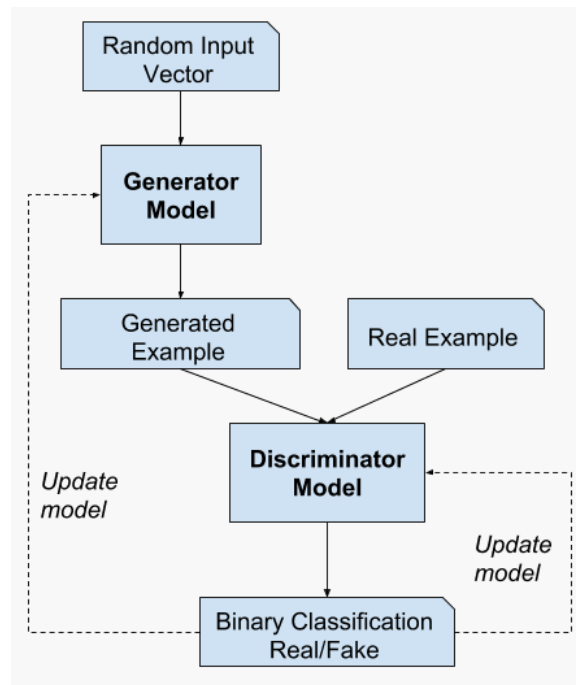 Random Input
Vector
Generator
Model
Generated
Example
Real Example
Discriminator
Model
Update
model
Update
model
Binary Classification
Real/Fake